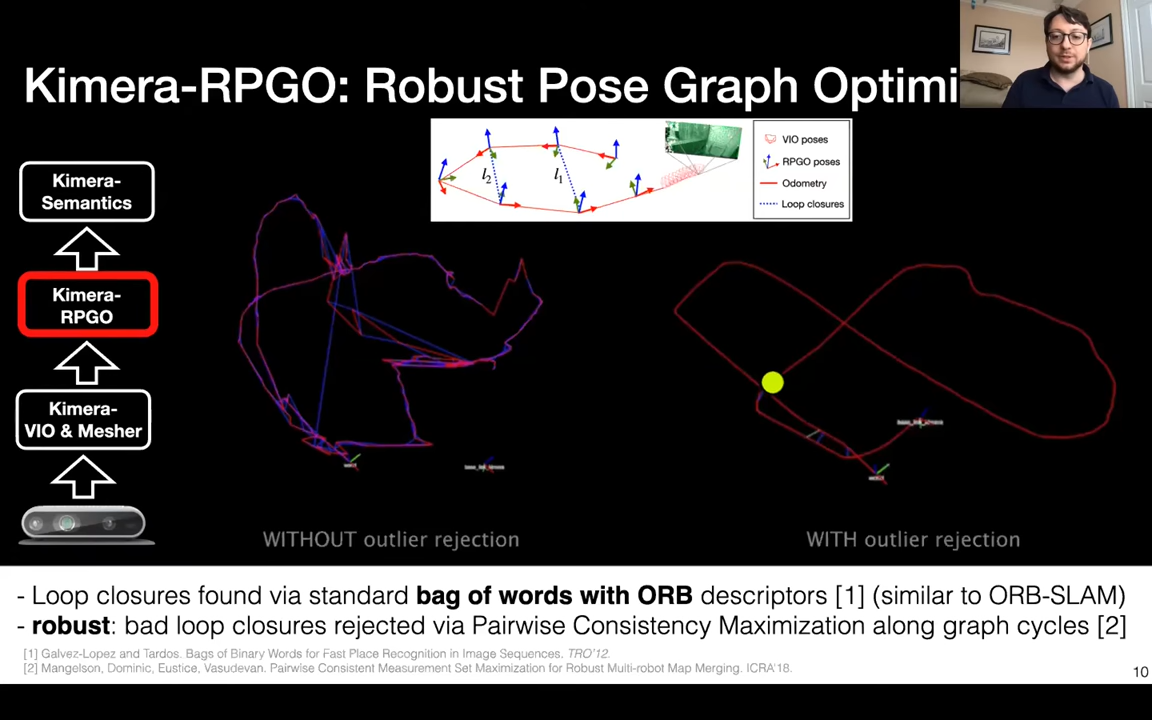 Kimera-RPGO: Robust Pose Graph Optimi
VIO poses
RPGO poses
Odometry
Loop closures
l2
l1
Kimera-
Semantics
Kimera-
RPGO
Kimera-
VIO & Mesher
world
WITHOUT outlier rejection
WITH outlier rejection
- Loop closures found via standard bag of words with ORB descriptors [1] (similar to ORB-SLAM)
- robust: bad loop closures rejected via Pairwise Consistency Maximization along graph cycles [2]
[1] Galvez-Lopez and Tardos. Bags of Binary Words for Fast Place Recognition in Image Sequences. TRO'12.
[2] Mangelson, Dominic, Eustice, Vasudevan. Pairwise Consistent Measurement Set Maximization for Robust Multi-robot Map Merging. ICRA'18.
10